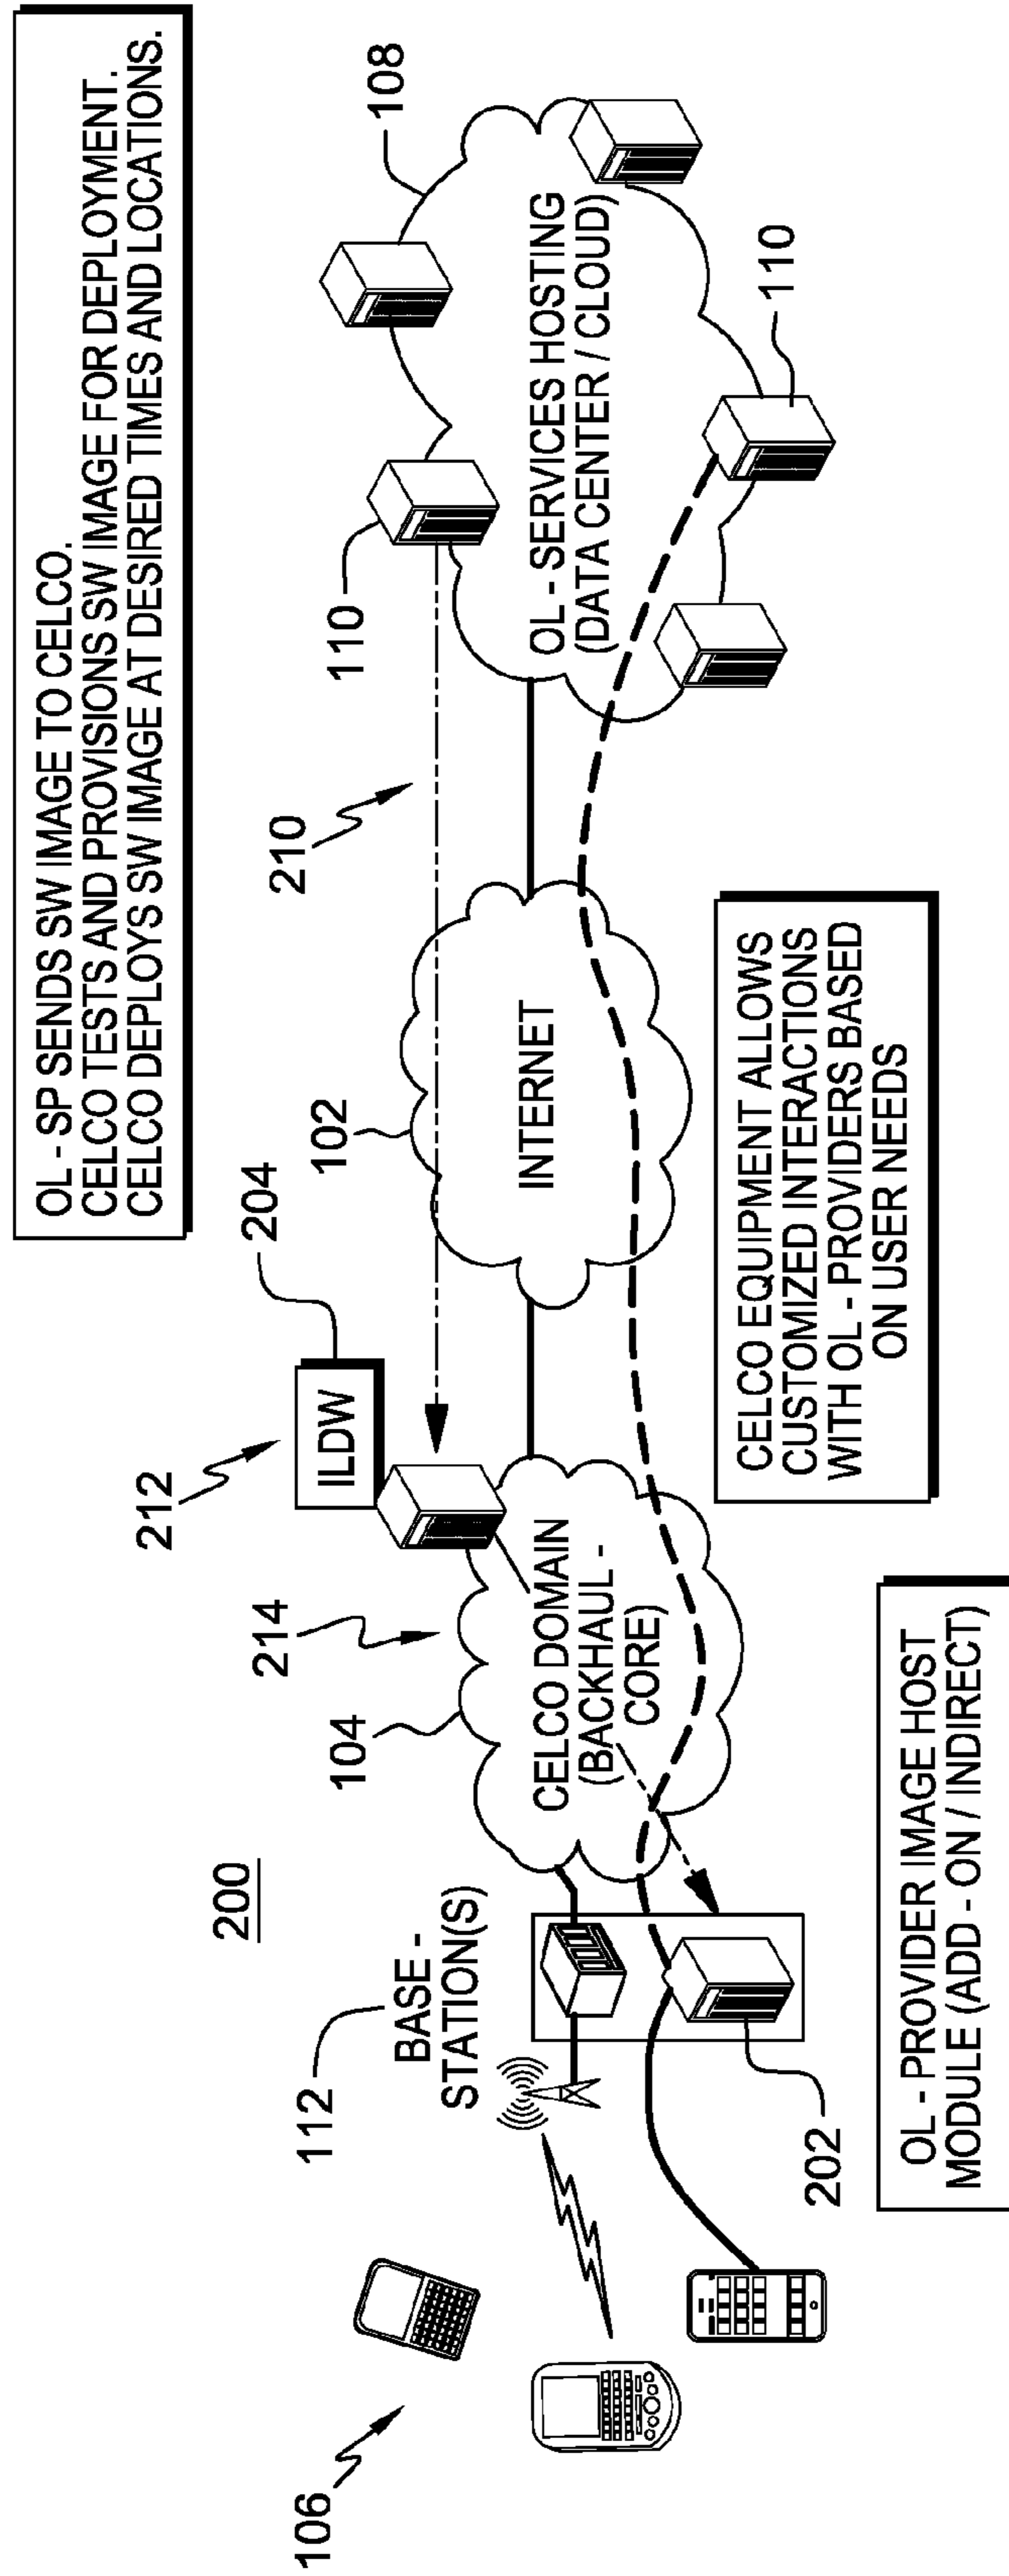 OL - SP SENDS SW IMAGE TO CELCO.
CELCO TESTS AND PROVISIONS SW IMAGE FOR DEPLOYMENT.
CELCO DEPLOYS SW IMAGE AT DESIRED TIMES AND LOCATIONS.
200
212
204
ILDW
214
104
102
210
110
108
106
112
BASE -
STATION(S)
CELCO DOMAIN
(BACKHAUL -
CORE)
INTERNET
OL - SERVICES HOSTING
(DATA CENTER / CLOUD)
110
202
OL - PROVIDER IMAGE HOST
MODULE (ADD - ON / INDIRECT)
CELCO EQUIPMENT ALLOWS
CUSTOMIZED INTERACTIONS
WITH OL - PROVIDERS BASED
ON USER NEEDS